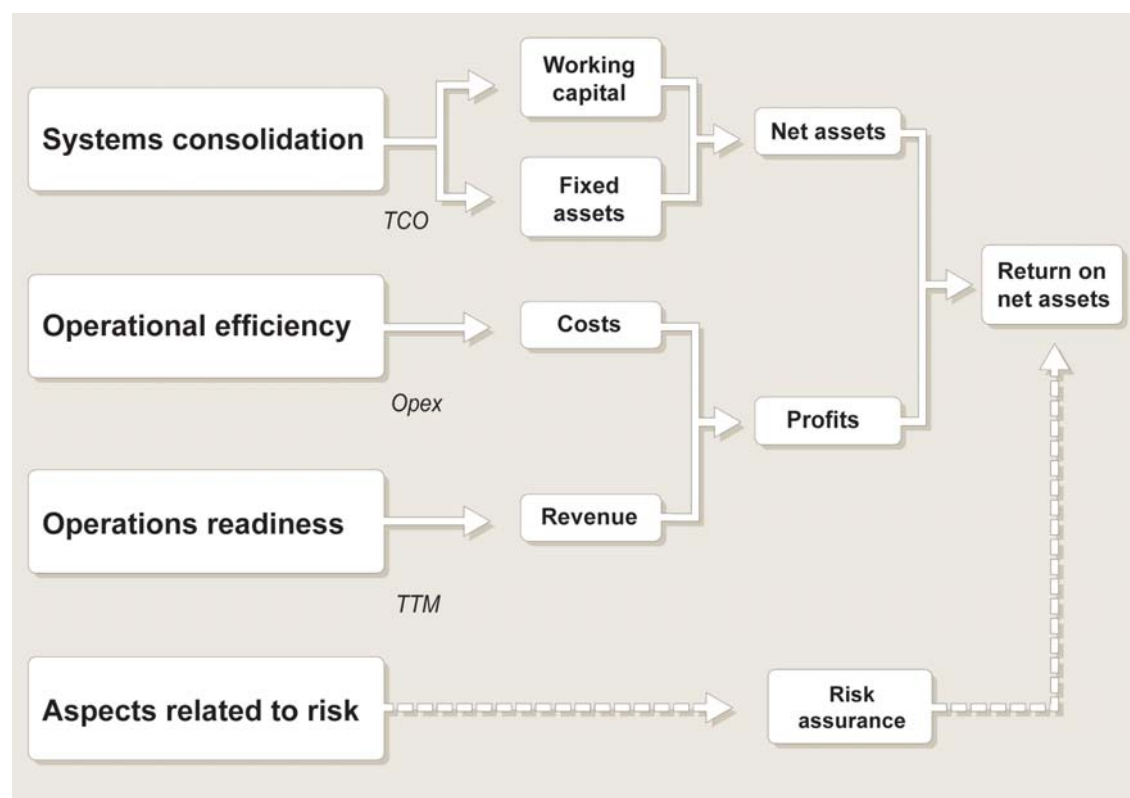 Systems consolidation
TCO
Working
capital
Fixed
assets
Net assets
Operational efficiency
Opex
Costs
Return on
net assets
Profits
Operations readiness
TTM
Revenue
Aspects related to risk
Risk
assurance